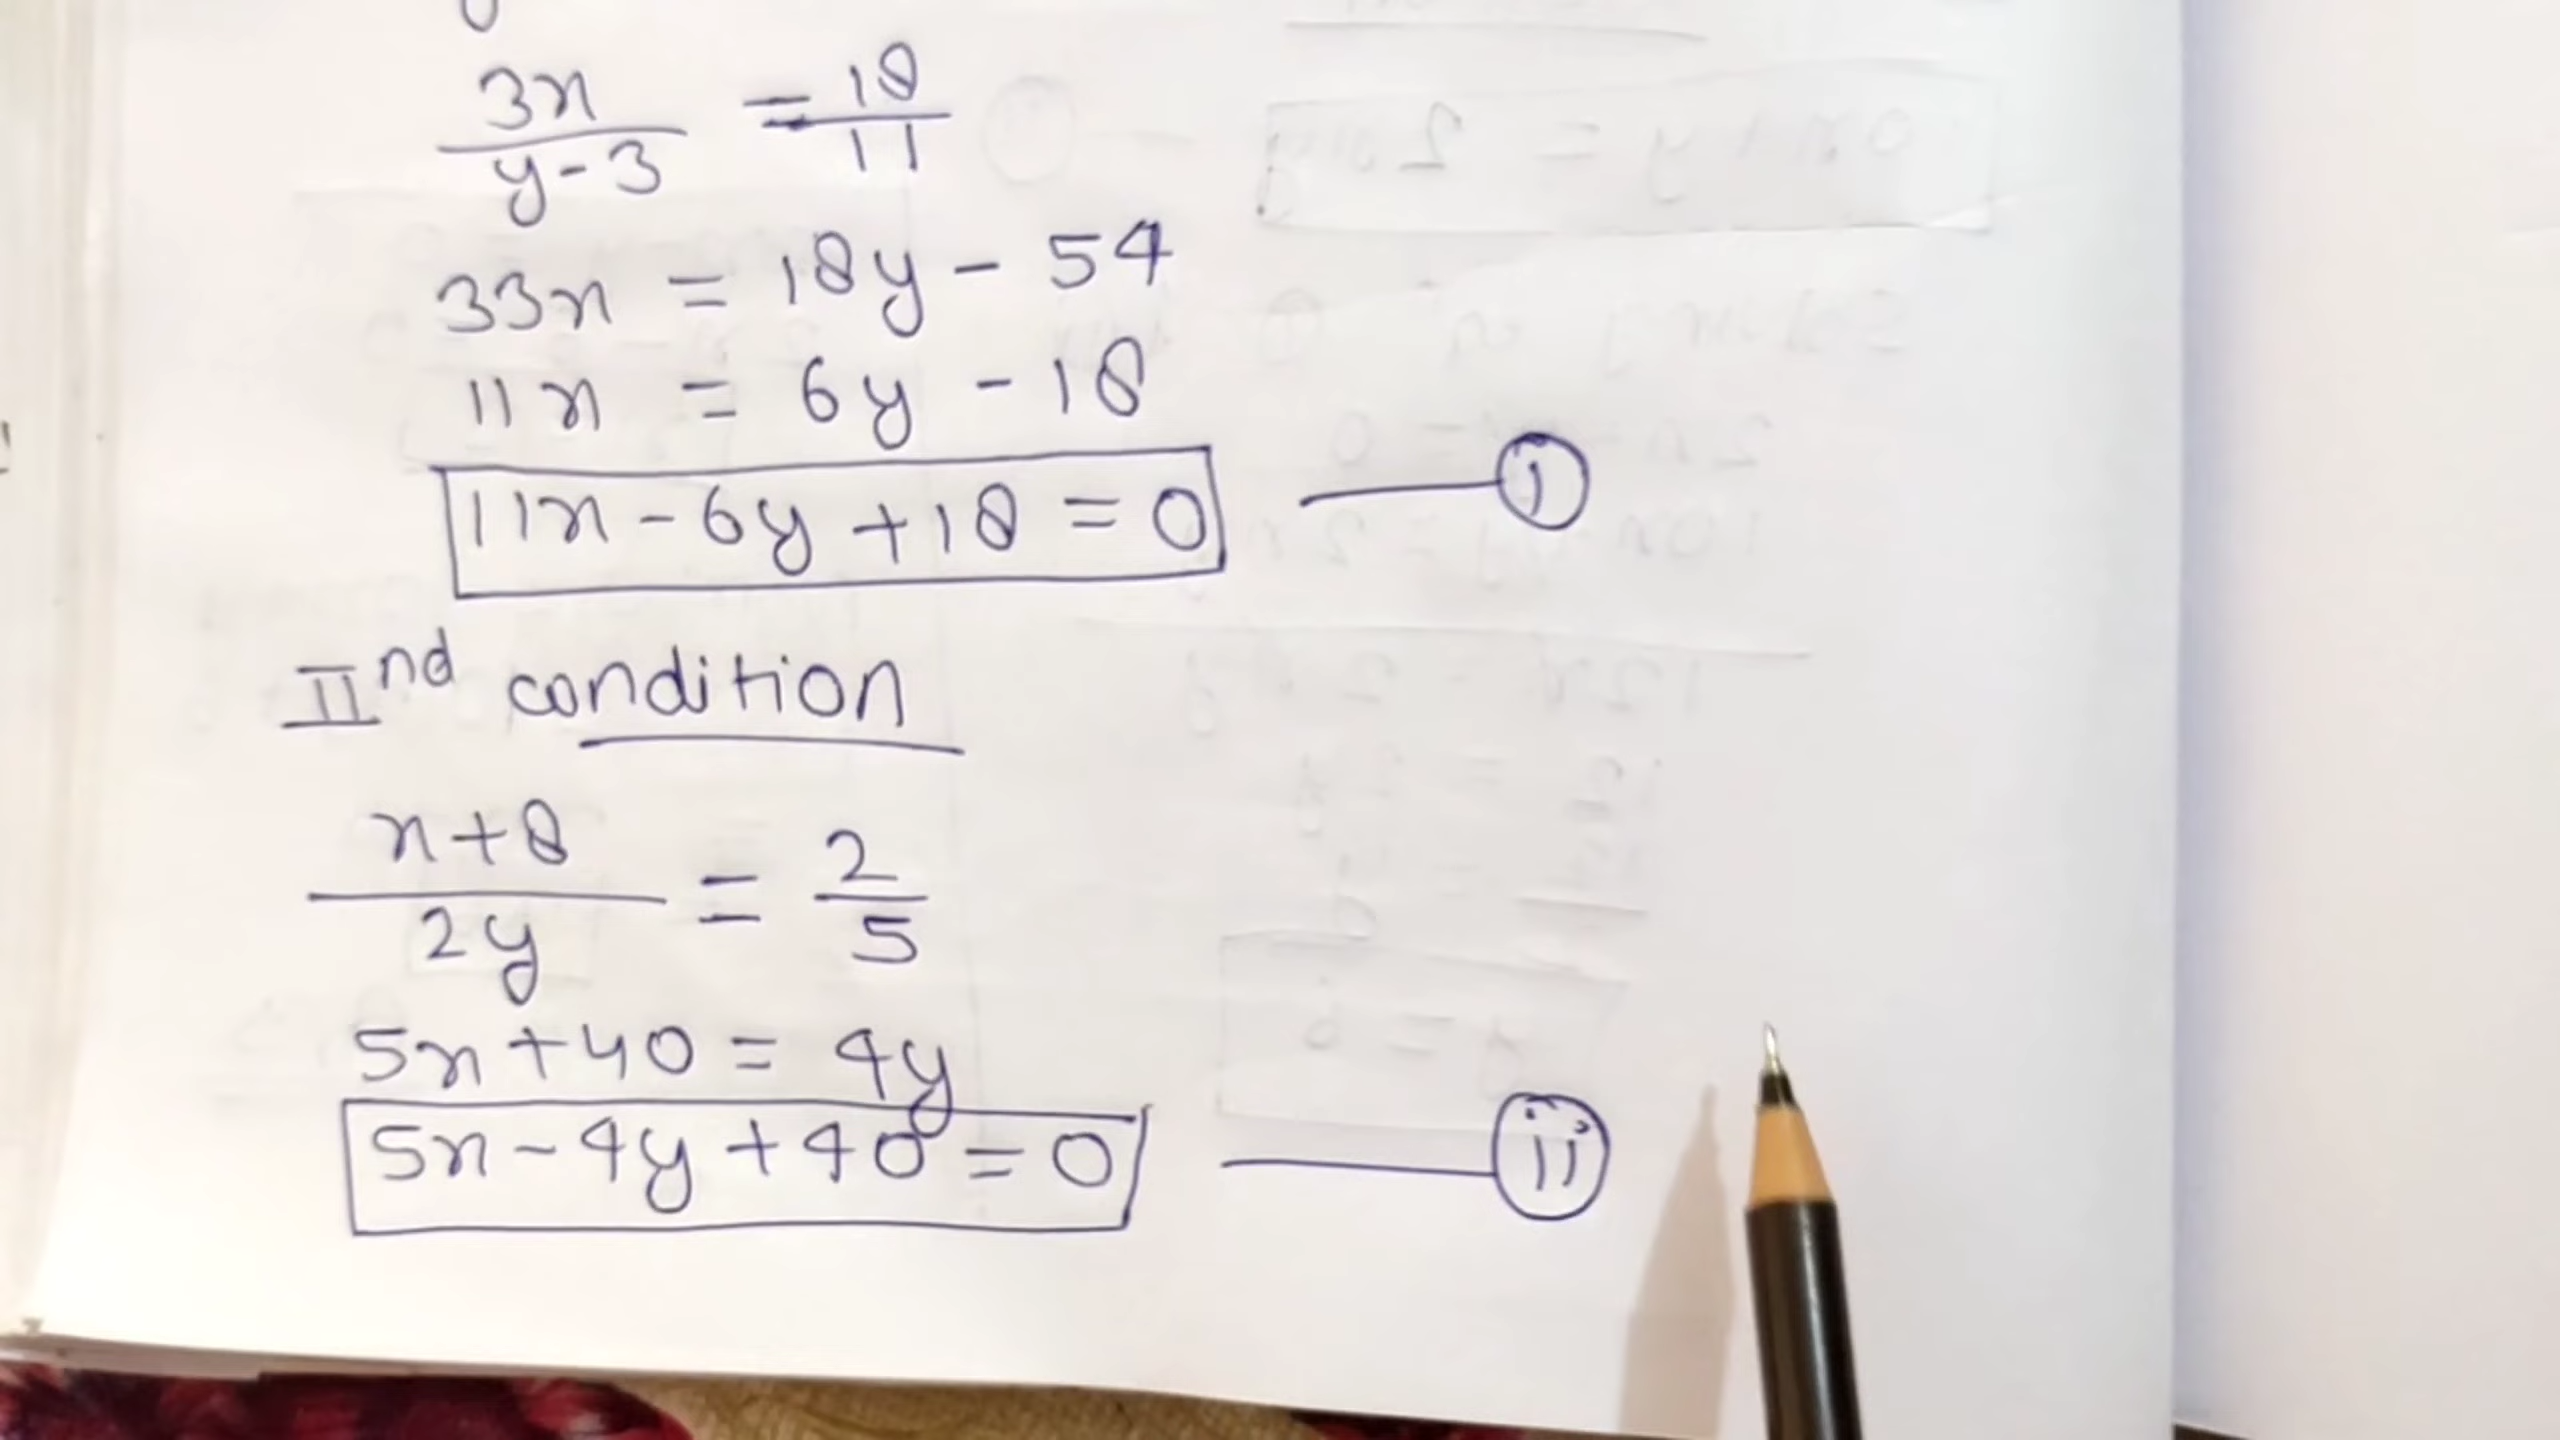 3x/(y-3) = 18/11
33x = 18y - 54
11x = 6y - 18
11x - 6y + 18 = 0 —— (i)
IInd condition
(x+8)/2y = 2/5
5x + 40 = 4y
5x - 4y + 40 = 0 —— (ii)